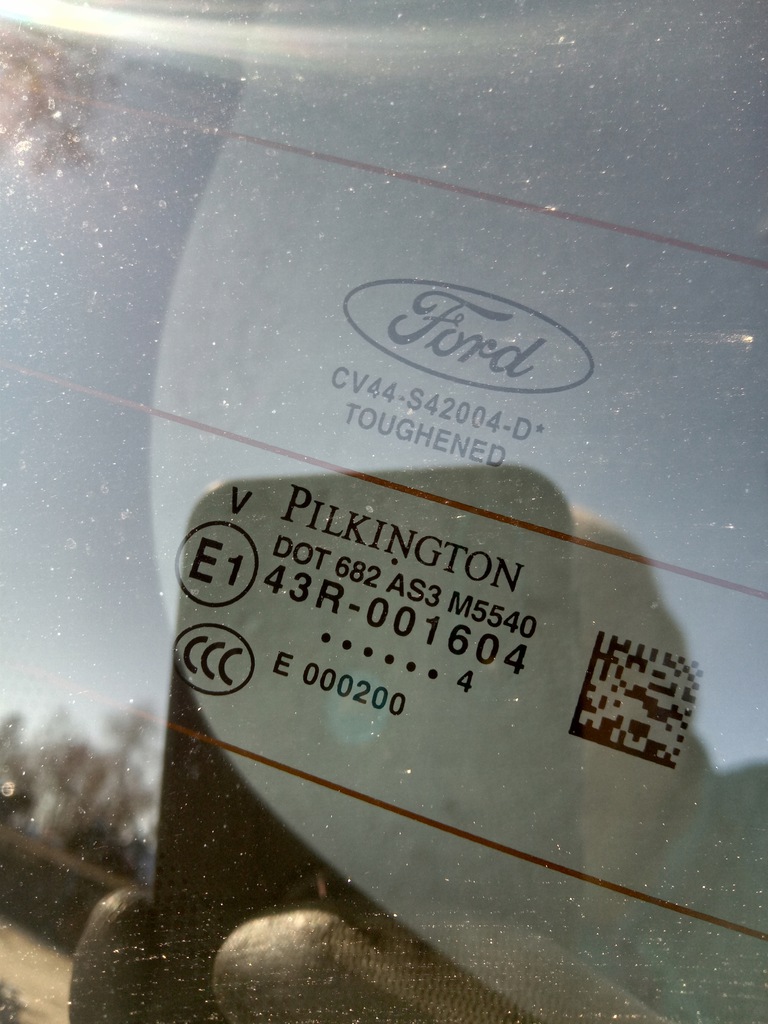 Ford
CV44-S42004-D*
TOUGHENED
V PILKINGTON
E1 DOT 682 AS3 M5540
43R-001604
CCC ······ 4
E 000200